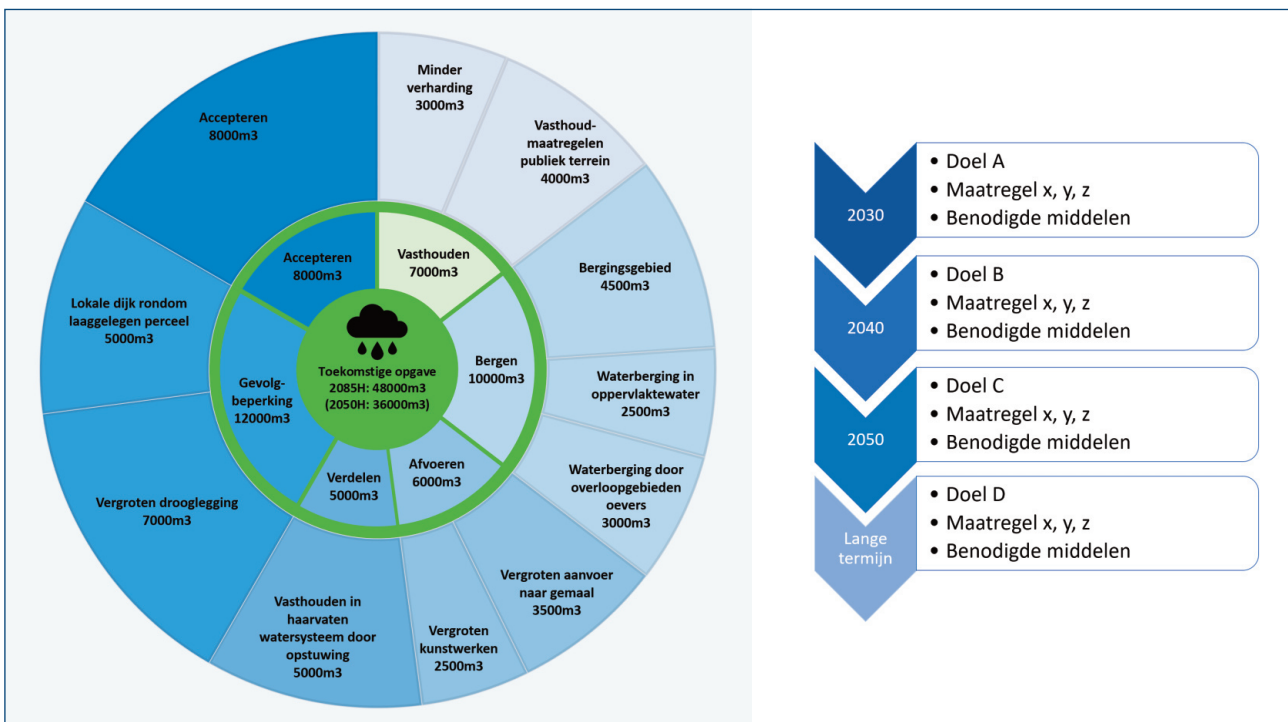 Minder
verharding
3000m3
Vasthoud-
maatregelen
publiek terrein
4000m3
Bergingsgebied
4500m3
Waterberging in
oppervlaktewater
2500m3
Waterberging door
overloopgebieden
oevers
3000m3
Vergroten aanvoer
naar gemaal
3500m3
Vergroten
kunstwerken
2500m3
Vasthouden in
haarvaten
watersysteem door
opstuwing
5000m3
Vergroten drooglegging
7000m3
Lokale dijk rondom
laaggelegen perceel
5000m3
Accepteren
8000m3
Vasthouden
7000m3
Bergen
10000m3
Afvoeren
6000m3
Verdelen
5000m3
Gevolg-
beperking
12000m3
Accepteren
8000m3
Toekomstige opgave
2085H: 48000m3
(2050H: 36000m3)
2030
• Doel A
• Maatregel x, y, z
• Benodigde middelen
2040
• Doel B
• Maatregel x, y, z
• Benodigde middelen
2050
• Doel C
• Maatregel x, y, z
• Benodigde middelen
Lange
termijn
• Doel D
• Maatregel x, y, z
• Benodigde middelen